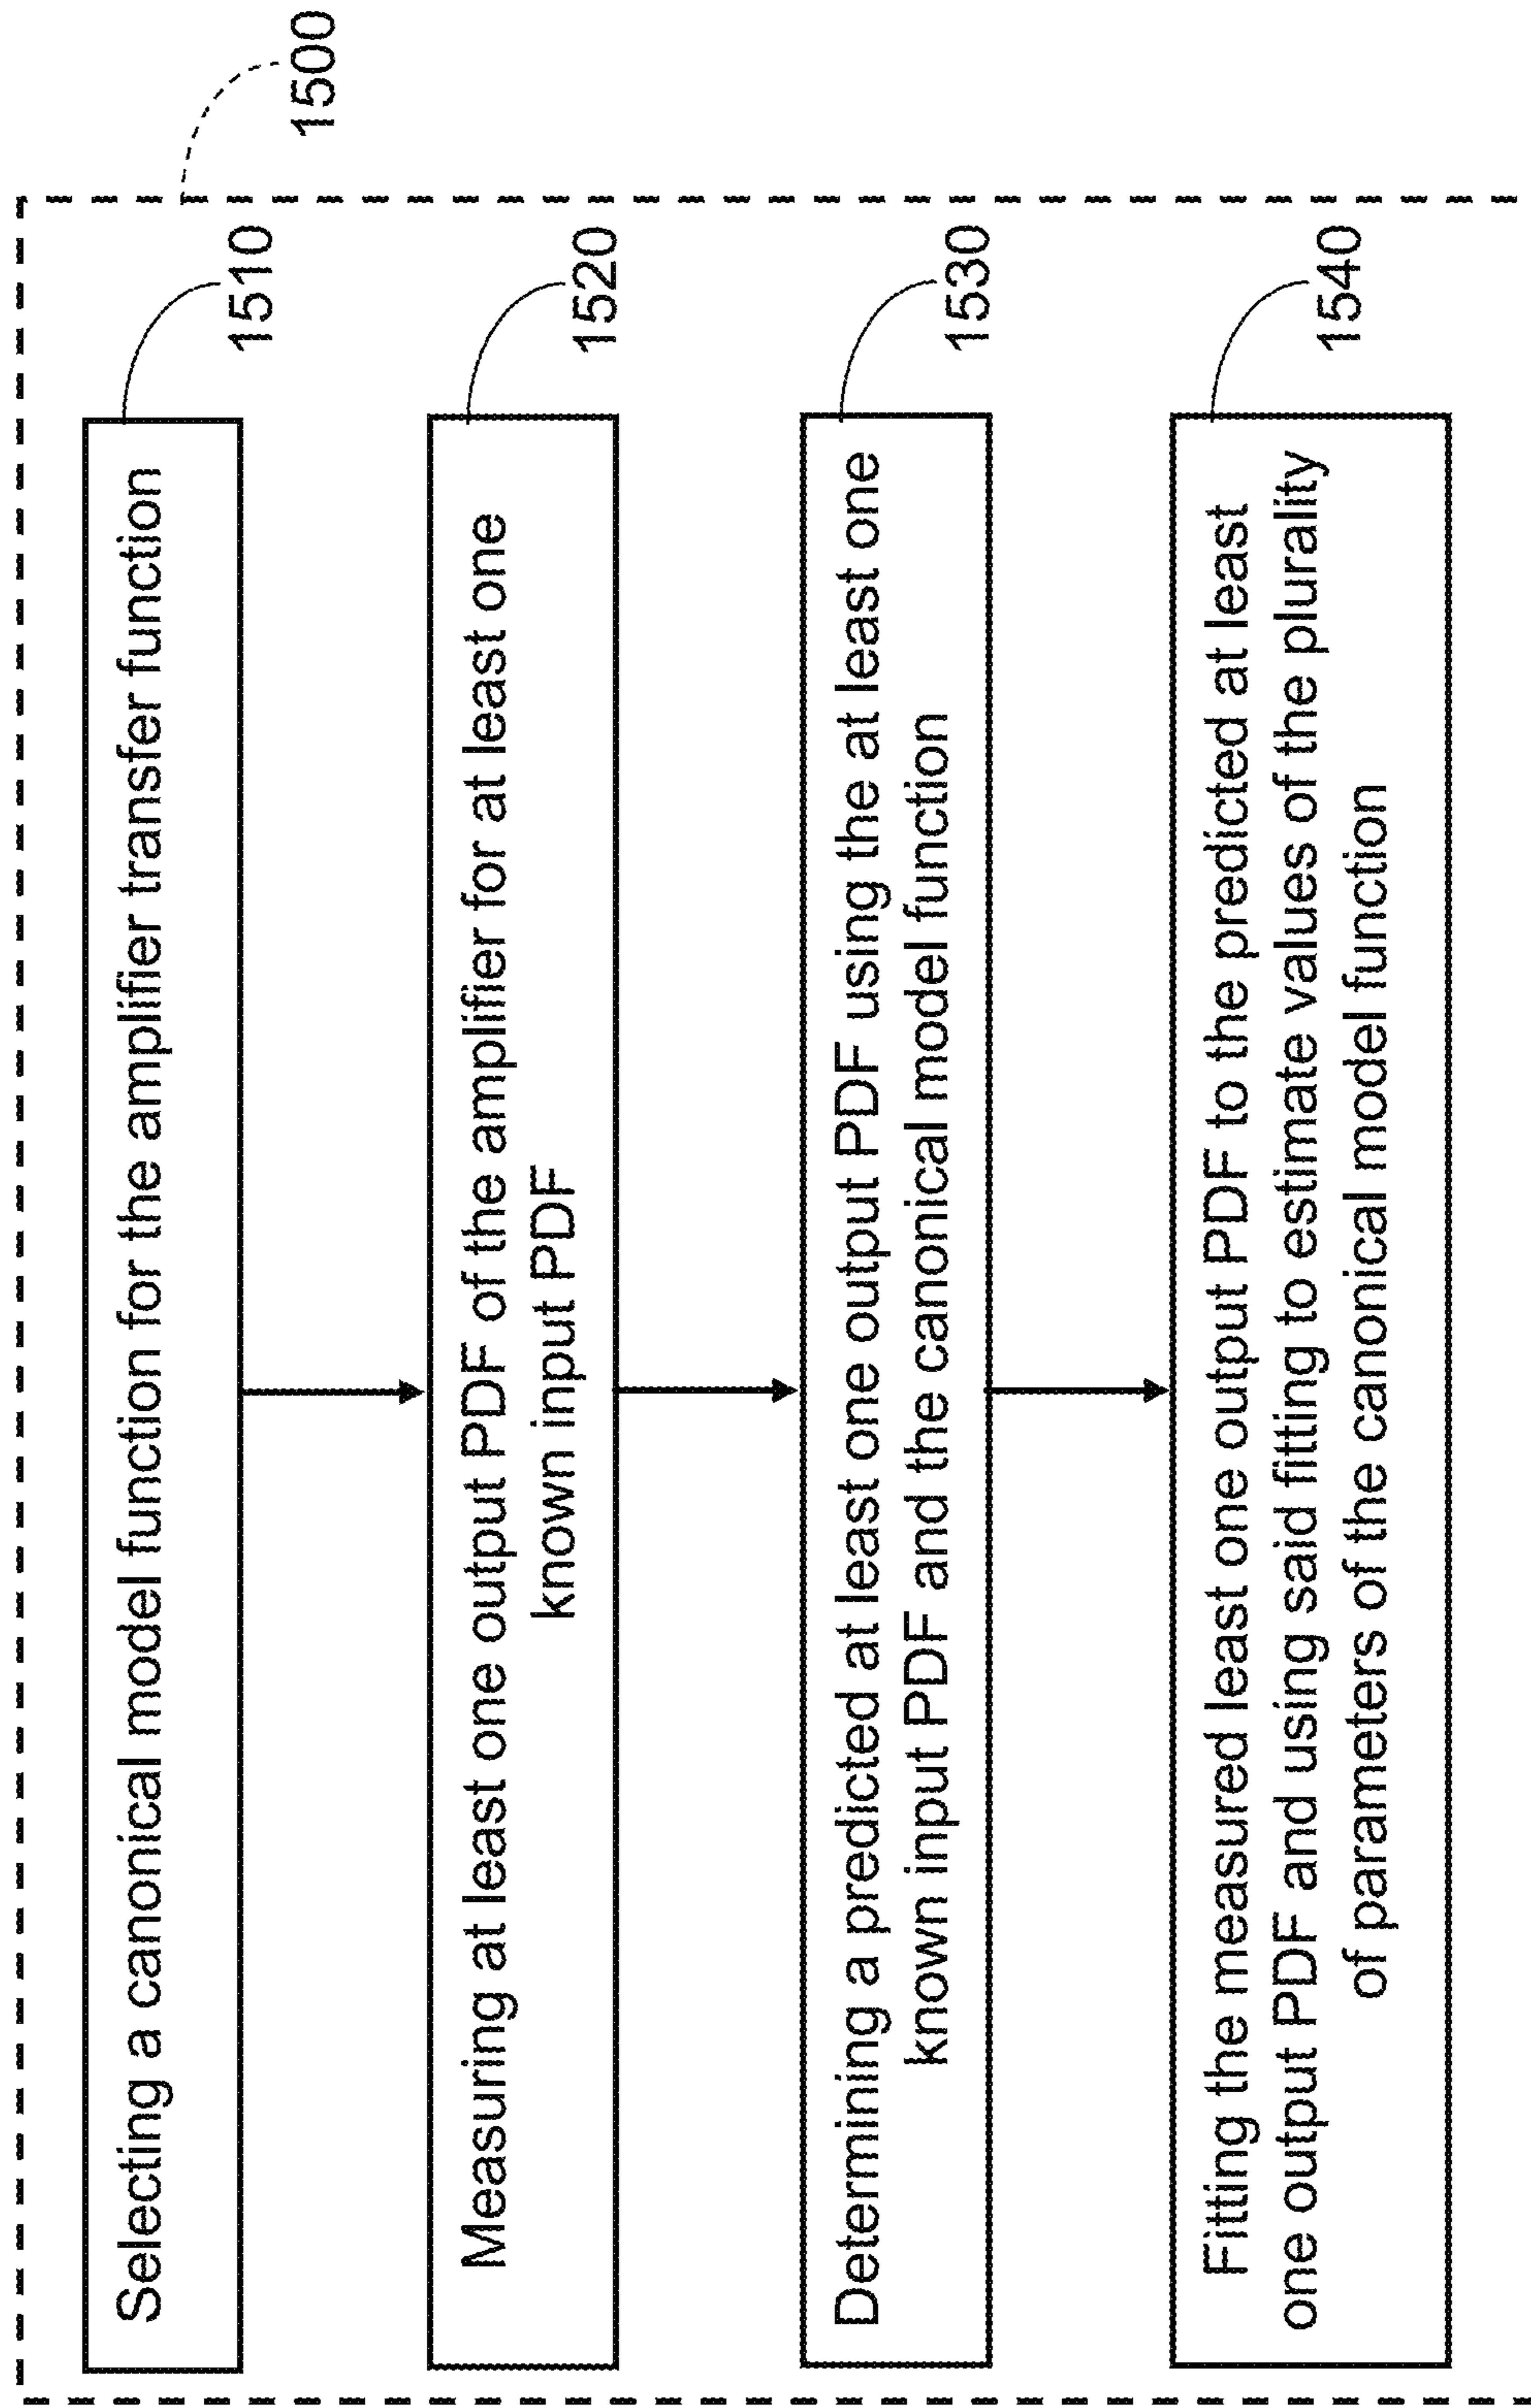 1500
1510
Selecting a canonical model function for the amplifier transfer function
1520
Measuring at least one output PDF of the amplifier for at least one
known input PDF
1530
Determining a predicted at least one output PDF using the at least one
known input PDF and the canonical model function
1540
Fitting the measured least one output PDF to the predicted at least
one output PDF and using said fitting to estimate values of the plurality
of parameters of the canonical model function